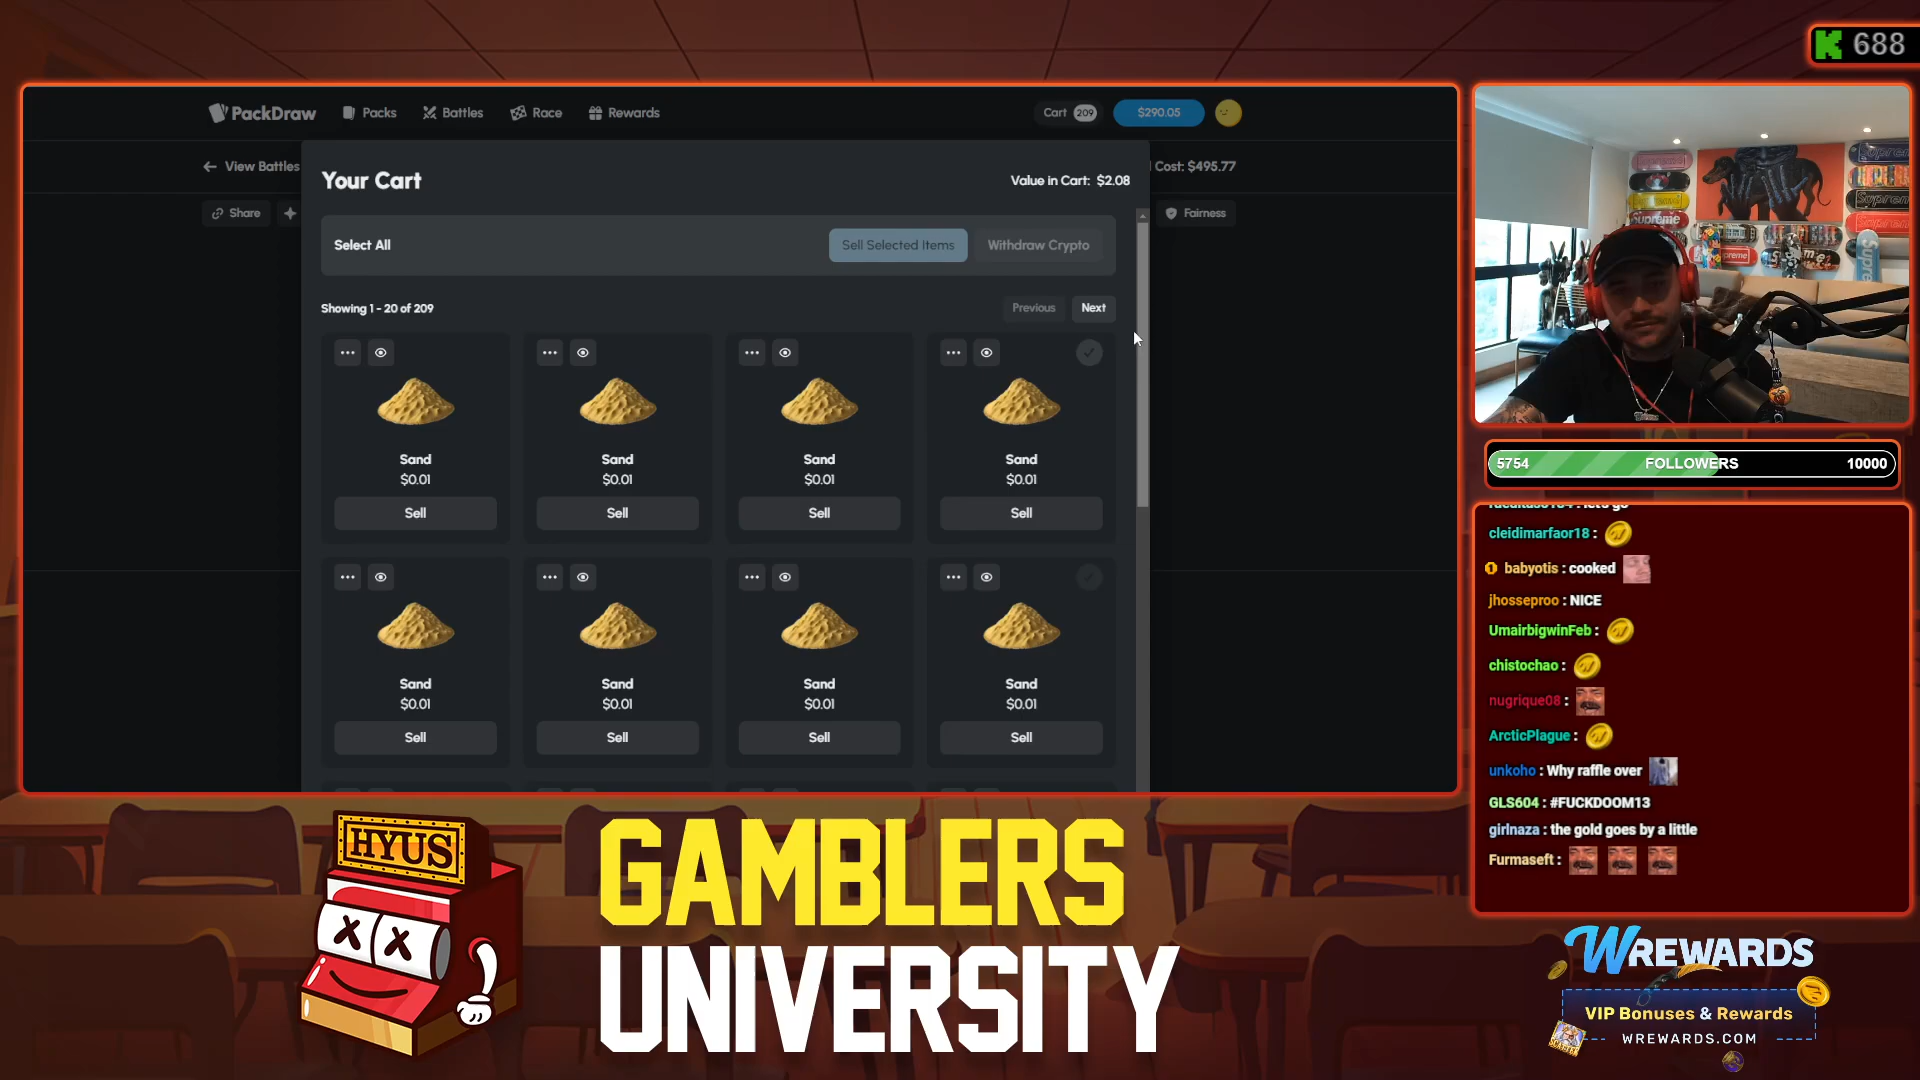 688
PackDraw
Packs
Battles
Race
Rewards
Cart 209
$290.05
View Battles
Cost: $495.77
Share
Fairness
Your Cart
Value in Cart: $2.08
Select All
Sell Selected Items
Withdraw Crypto
Showing 1 - 20 of 209
Previous
Next
Sand
$0.01
Sell
Sand
$0.01
Sell
Sand
$0.01
Sell
Sand
$0.01
Sell
Sand
$0.01
Sell
Sand
$0.01
Sell
Sand
$0.01
Sell
Sand
$0.01
Sell
Supreme
Supreme
5754 FOLLOWERS 10000
cleidimarfaor18 :
babyotis : cooked
jhosseproo : NICE
UmairbigwinFeb :
chistochao :
nugrique08 :
ArcticPlague :
unkoho : Why raffle over
GLS604 : #FUCKDOOM13
girlnaza : the gold goes by a little
Furmaseft :
HYUS
GAMBLERS
UNIVERSITY
WREWARDS
VIP Bonuses & Rewards
WREWARDS.COM